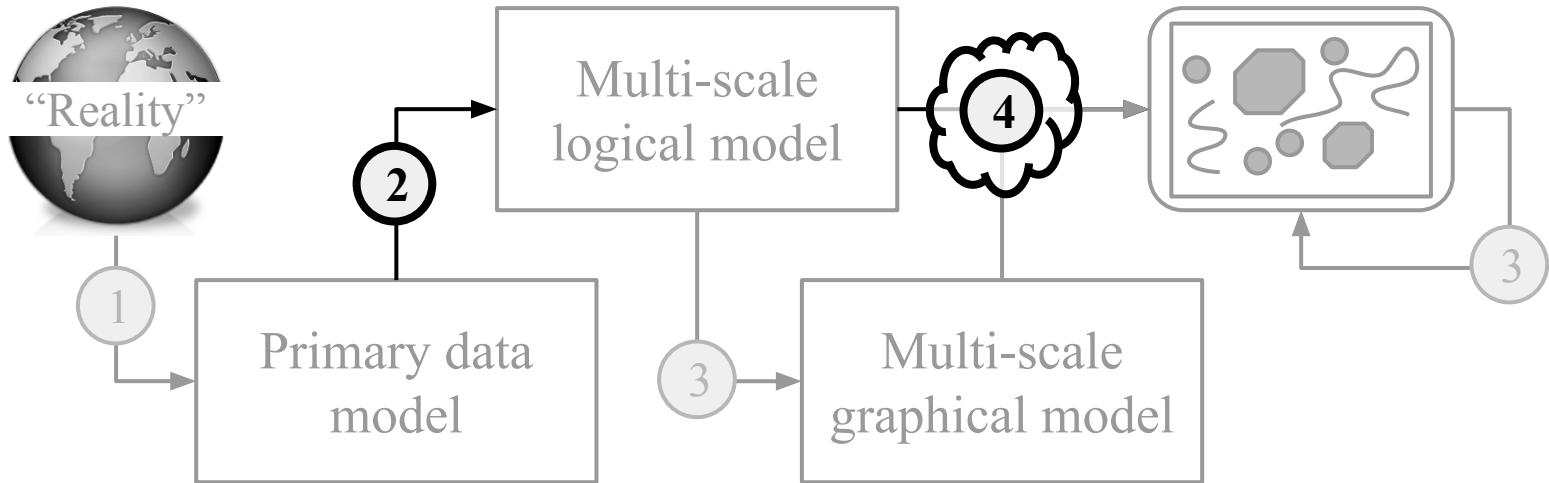 “Reality”
1
Primary data
model
2
Multi-scale
logical model
3
Multi-scale
graphical model
4
3